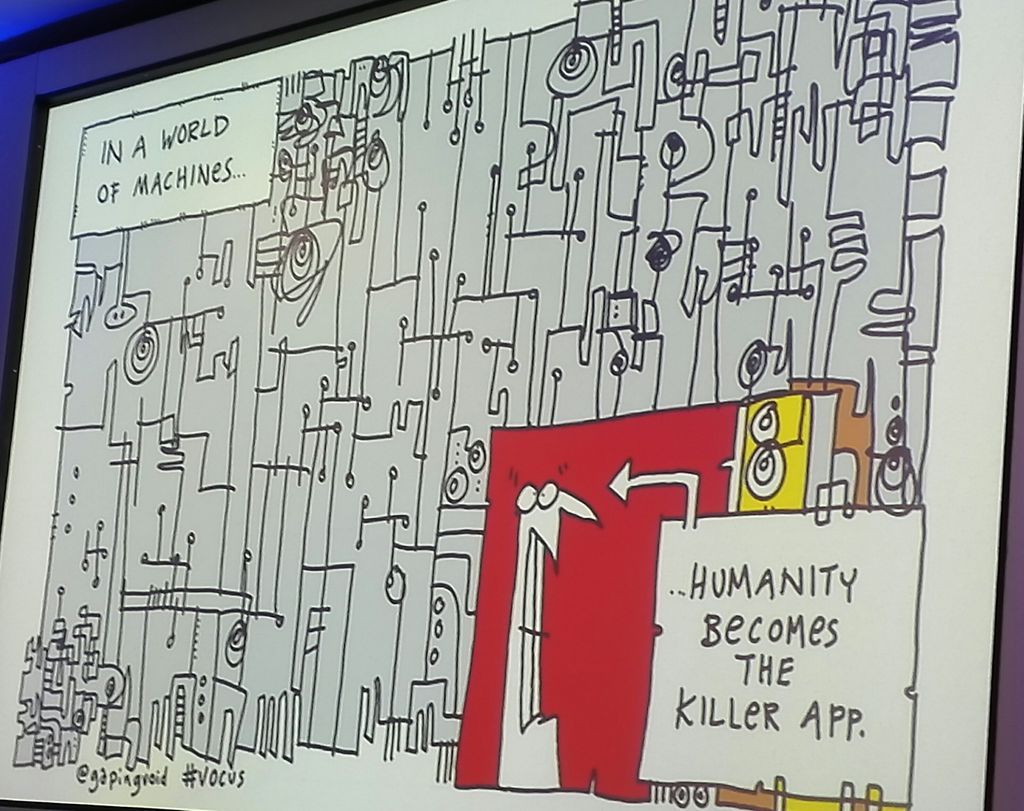 IN A WORLD
OF MACHINES...
..HUMANITY
BECOMES
THE
KILLER APP.
@gapingvoid #VOCUS